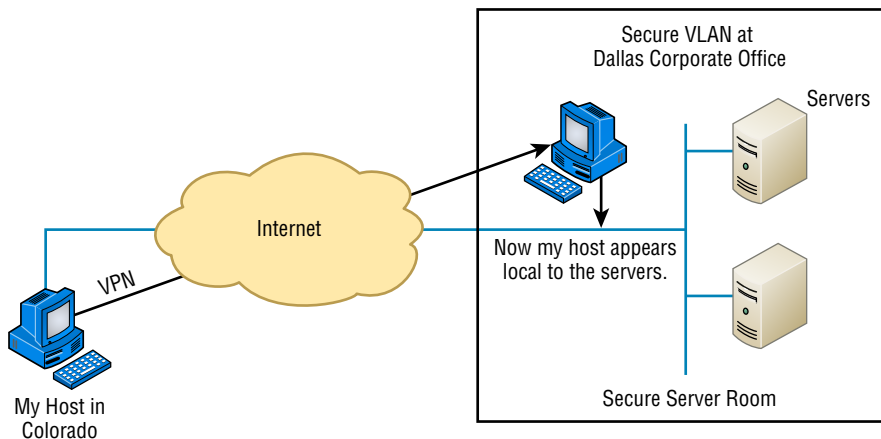 Secure VLAN at
Dallas Corporate Office
Servers
Internet
Now my host appears
local to the servers.
VPN
My Host in
Colorado
Secure Server Room